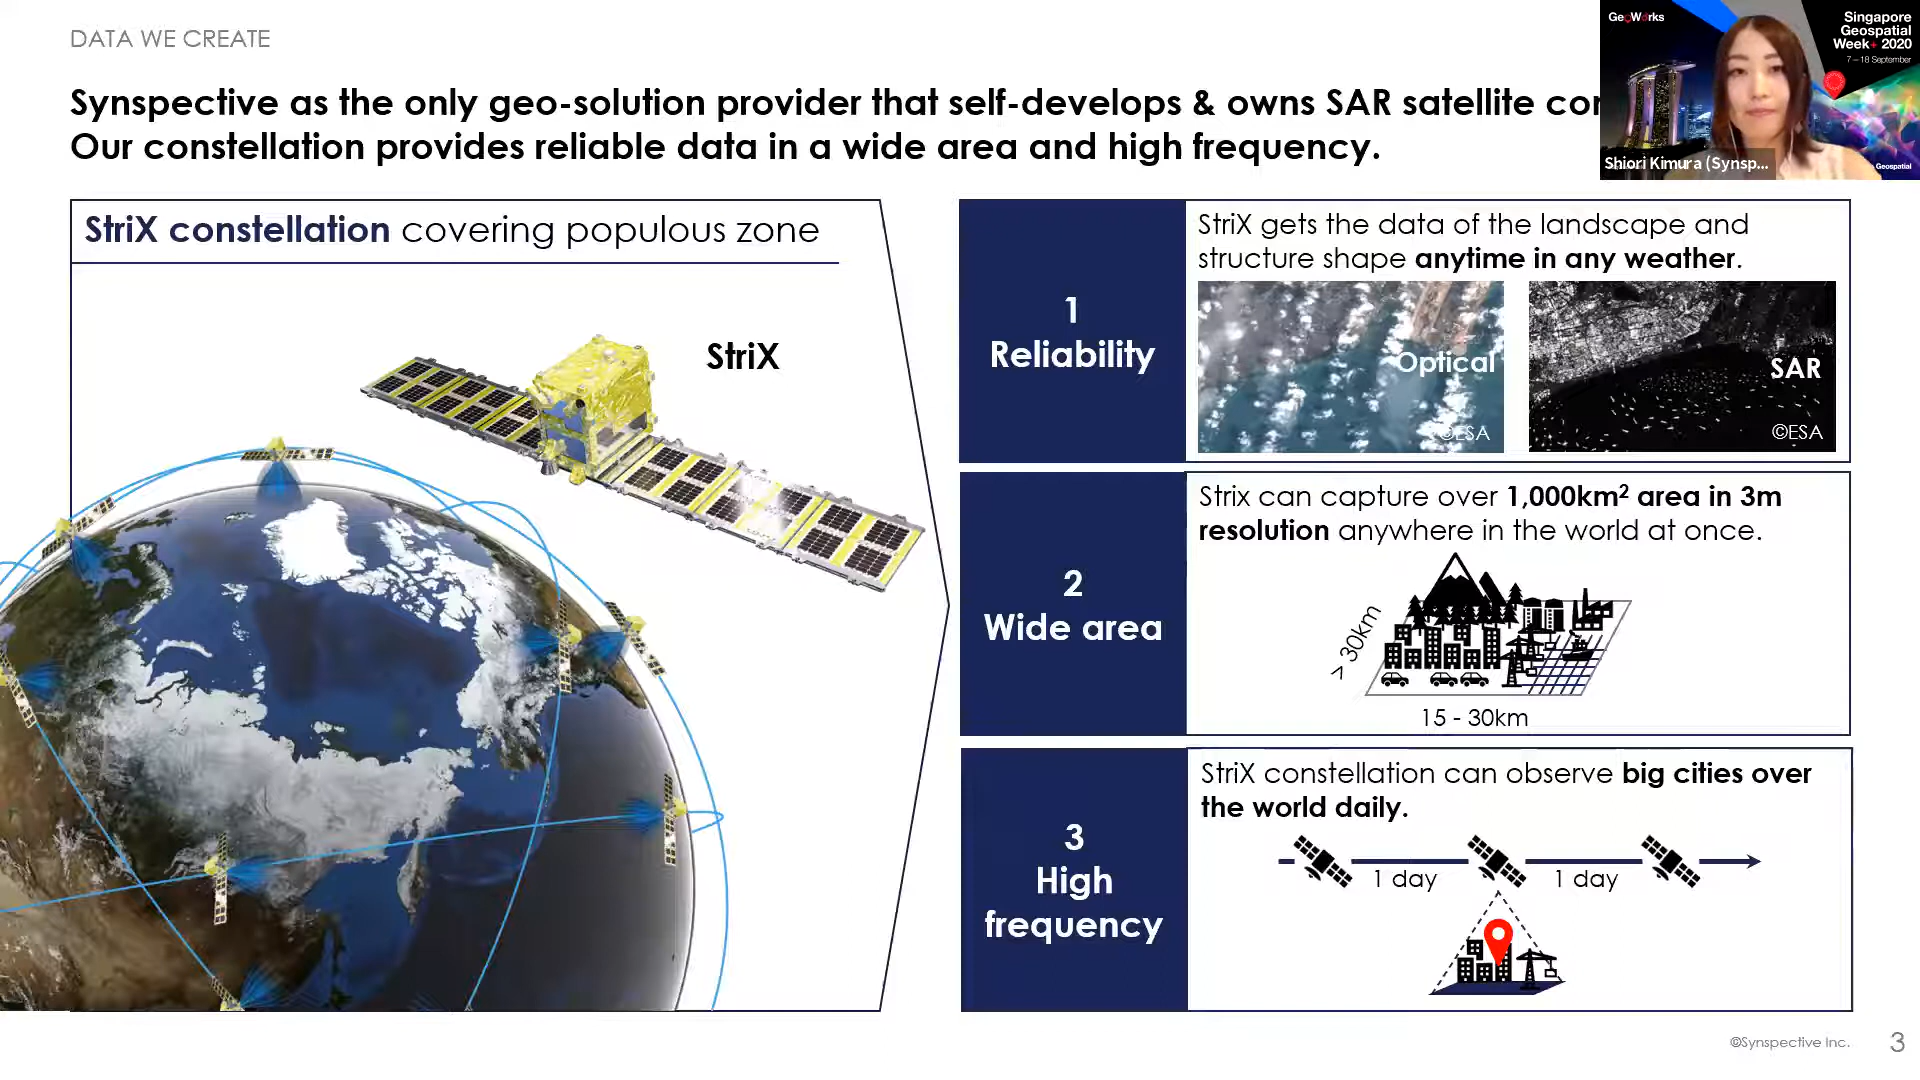 DATA WE CREATE
Synspective as the only geo-solution provider that self-develops & owns SAR satellite
Our constellation provides reliable data in a wide area and high frequency.
GeoWorks
Singapore
Geospatial
Week+ 2020
7 – 18 September
Shiori Kimura (Synsp...
Geospatial
StriX constellation covering populous zone
StriX
1
Reliability
StriX gets the data of the landscape and
structure shape anytime in any weather.
Optical
©ESA
SAR
©ESA
2
Wide area
Strix can capture over 1,000km² area in 3m
resolution anywhere in the world at once.
> 30km
15 - 30km
3
High
frequency
StriX constellation can observe big cities over
the world daily.
1 day
1 day
©Synspective Inc.
3